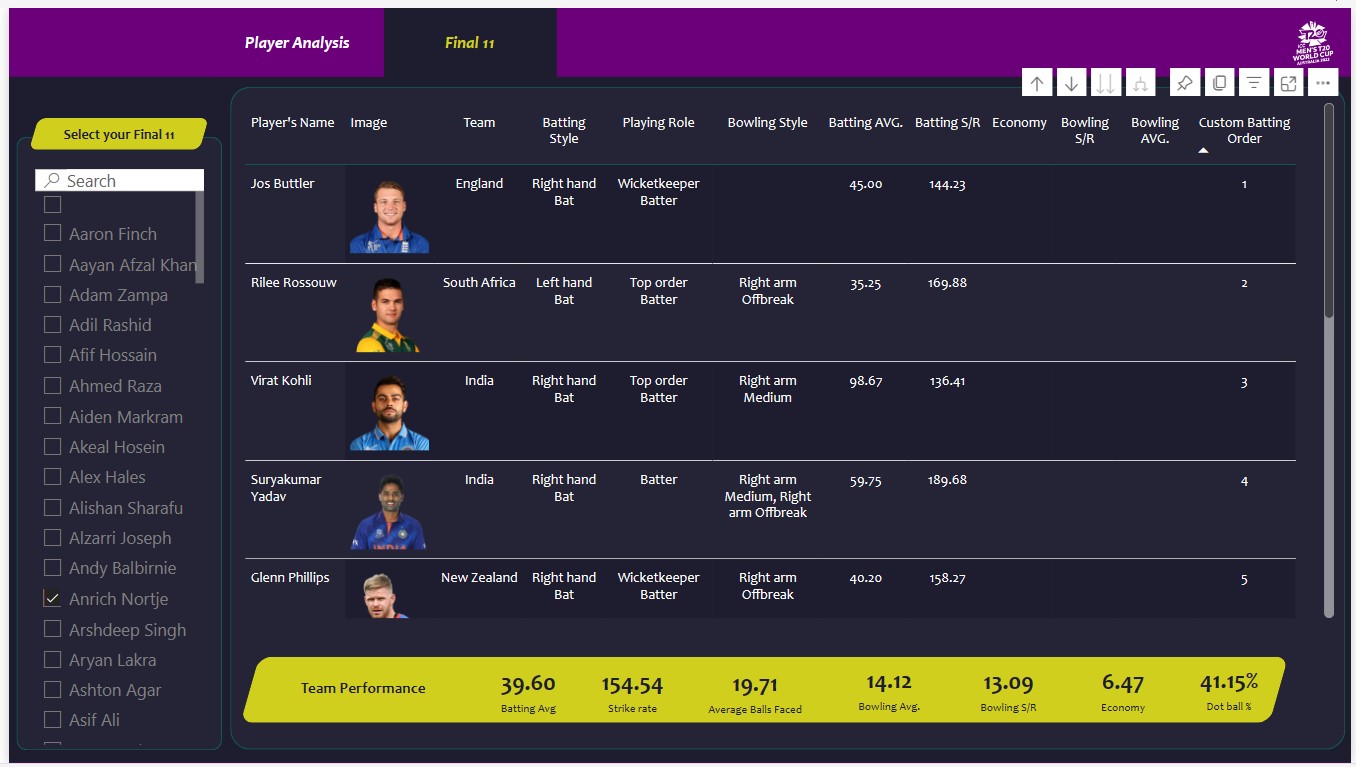 Player Analysis
Final 11
T20
ICC
MEN'S T20
WORLD CUP
AUSTRALIA 2022
Select your Final 11
Search
Aaron Finch
Aayan Afzal Khan
Adam Zampa
Adil Rashid
Afif Hossain
Ahmed Raza
Aiden Markram
Akeal Hosein
Alex Hales
Alishan Sharafu
Alzarri Joseph
Andy Balbirnie
Anrich Nortje
Arshdeep Singh
Aryan Lakra
Ashton Agar
Asif Ali
Player's Name Image Team Batting Playing Role Bowling Style Batting AVG. Batting S/R Economy Bowling Bowling Custom Batting
Style S/R AVG. Order
Jos Buttler England Right hand Wicketkeeper 45.00 144.23 1
Bat Batter
Rilee Rossouw South Africa Left hand Top order Right arm 35.25 169.88 2
Bat Batter Offbreak
Virat Kohli India Right hand Top order Right arm 98.67 136.41 3
Bat Batter Medium
Suryakumar India Right hand Batter Right arm 59.75 189.68 4
Yadav Bat Medium, Right
arm Offbreak
INDIA
Glenn Phillips New Zealand Right hand Wicketkeeper Right arm 40.20 158.27 5
Bat Batter Offbreak
Team Performance
39.60 154.54 19.71 14.12 13.09 6.47 41.15%
Batting Avg Strike rate Average Balls Faced Bowling Avg. Bowling S/R Economy Dot ball %